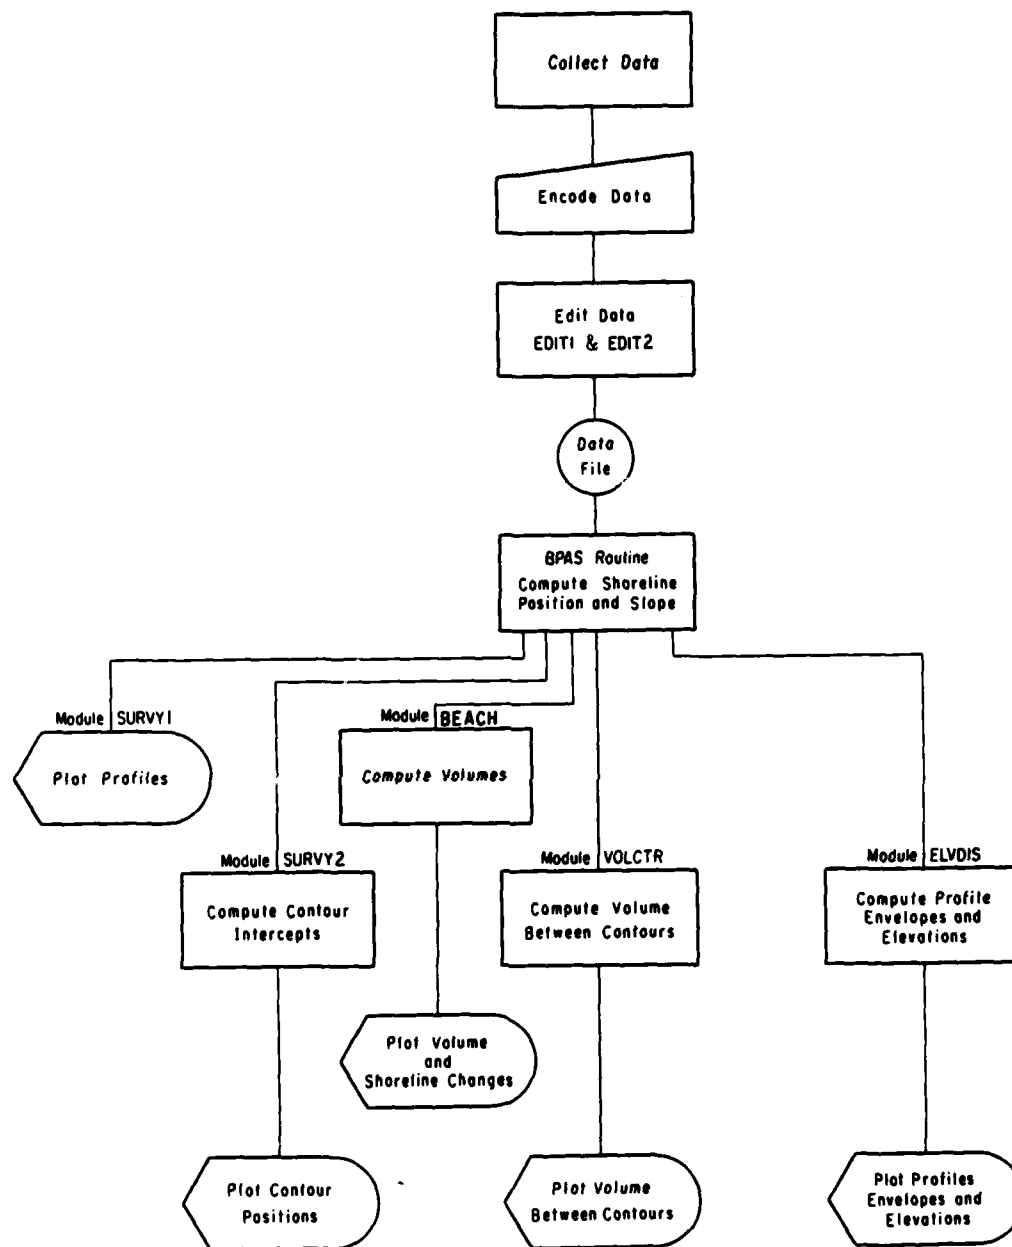 Collect Data
Encode Data
Edit Data
EDIT1 & EDIT2
Data
File
BPAS Routine
Compute Shoreline
Position and Slope
Module SURVY1
Plot Profiles
Module BEACH
Compute Volumes
Module SURVY2
Compute Contour
Intercepts
Module VOLCTR
Compute Volume
Between Contours
Module ELVDIS
Compute Profile
Envelopes and
Elevations
Plot Volume
and
Shoreline Changes
Plot Contour
Positions
Plot Volume
Between Contours
Plot Profiles
Envelopes and
Elevations